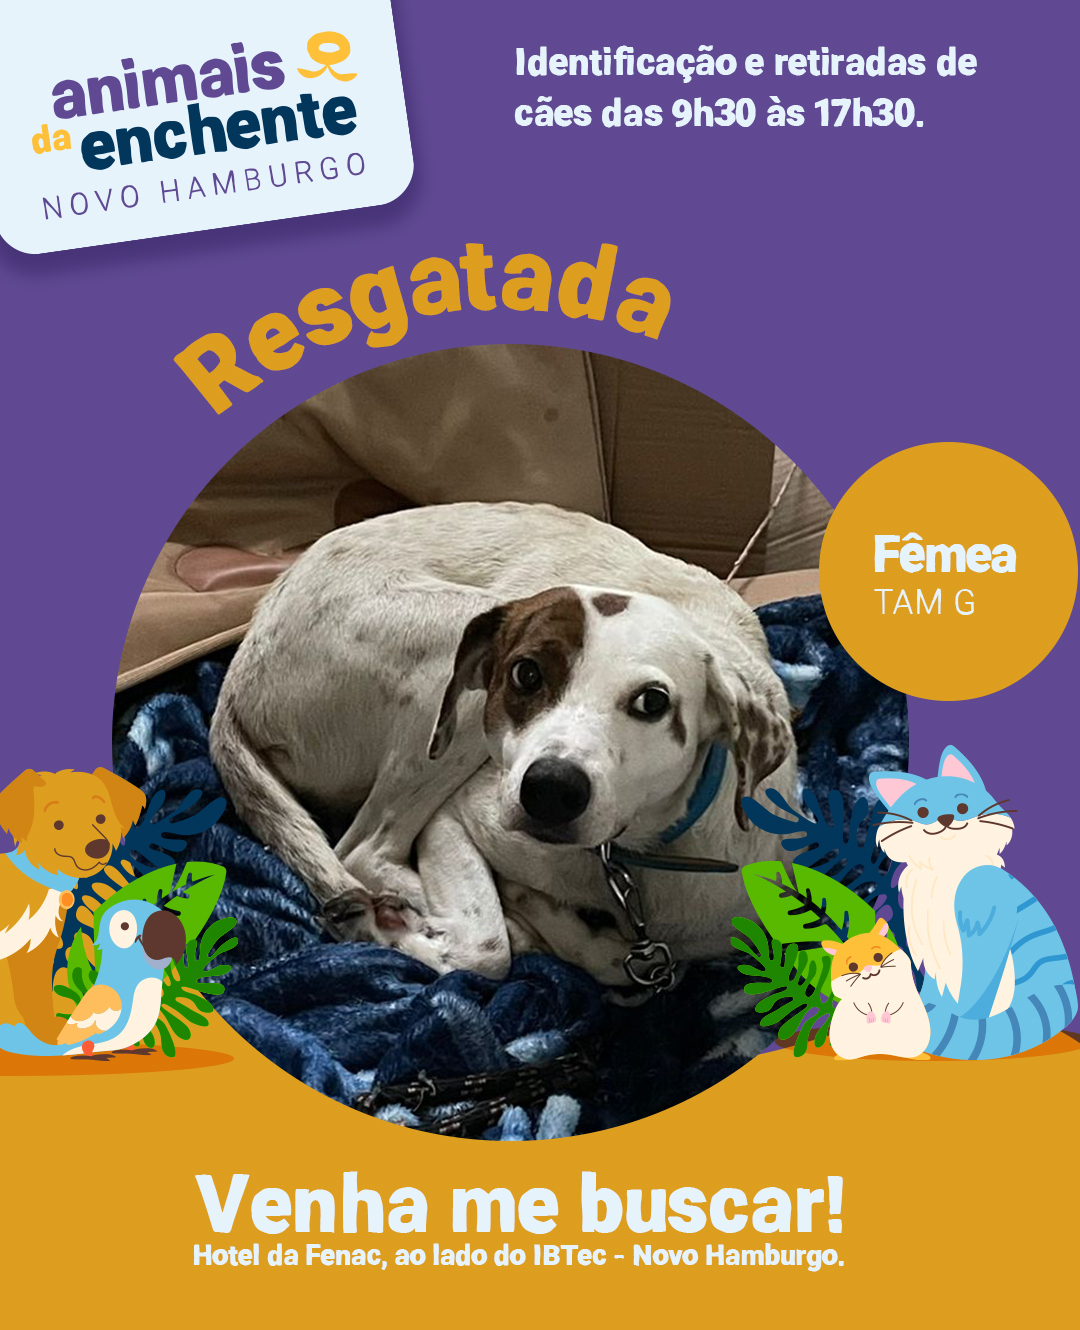 animais
da enchente
NOVO HAMBURGO
Identificação e retiradas de
cães das 9h30 às 17h30.
Resgatada
Fêmea
TAM G
Venha me buscar!
Hotel da Fenac, ao lado do IBTec - Novo Hamburgo.